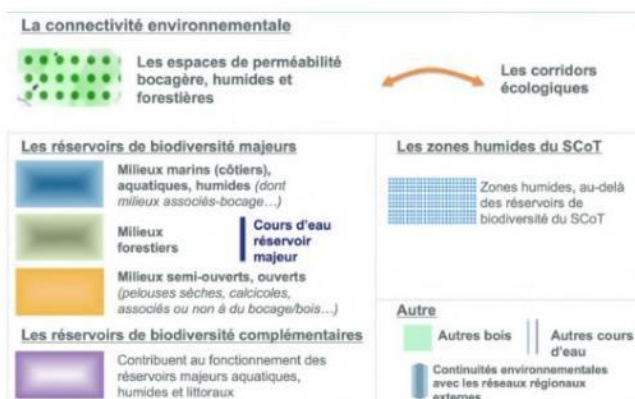 La connectivité environnementale
Les espaces de perméabilité
bocagère, humides et
forestières
Les corridors
écologiques
Les réservoirs de biodiversité majeurs
Milieux marins (côtiers),
aquatiques, humides (dont
milieux associés-bocage…)
Milieux
forestiers
Cours d'eau
réservoir
majeur
Milieux semi-ouverts, ouverts
(pelouses sèches, calcicoles,
associés ou non à du bocage/bois…)
Les réservoirs de biodiversité complémentaires
Contribuent au fonctionnement des
réservoirs majeurs aquatiques,
humides et littoraux
Les zones humides du SCoT
Zones humides, au-delà
des réservoirs de
biodiversité du SCoT
Autre
Autres bois
Autres cours
d'eau
Continuités environnementales
avec les réseaux régionaux
externes